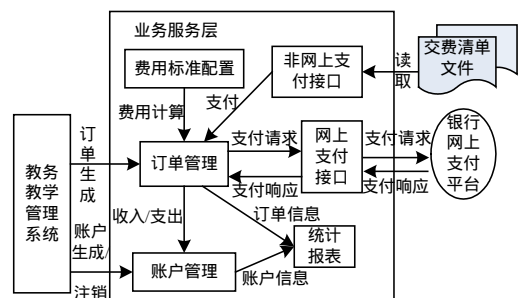 业务服务层
费用标准配置
非网上支
付接口
读
取
交费清单
文件
费用计算
支付
订
单
生
成
教务
教学
管理
系统
订单管理
支付请求
支付响应
网上
支付
接口
支付请求
支付响应
银行
网上
支付
平台
账户
生成/
注销
收入/支出
订单信息
统计
报表
账户管理
账户信息